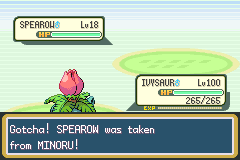 SPEAROW♂ Lv18
HP
IVYSAUR♂ Lv100
HP
265/265
EXP
Gotcha! SPEAROW was taken
from MINORU!